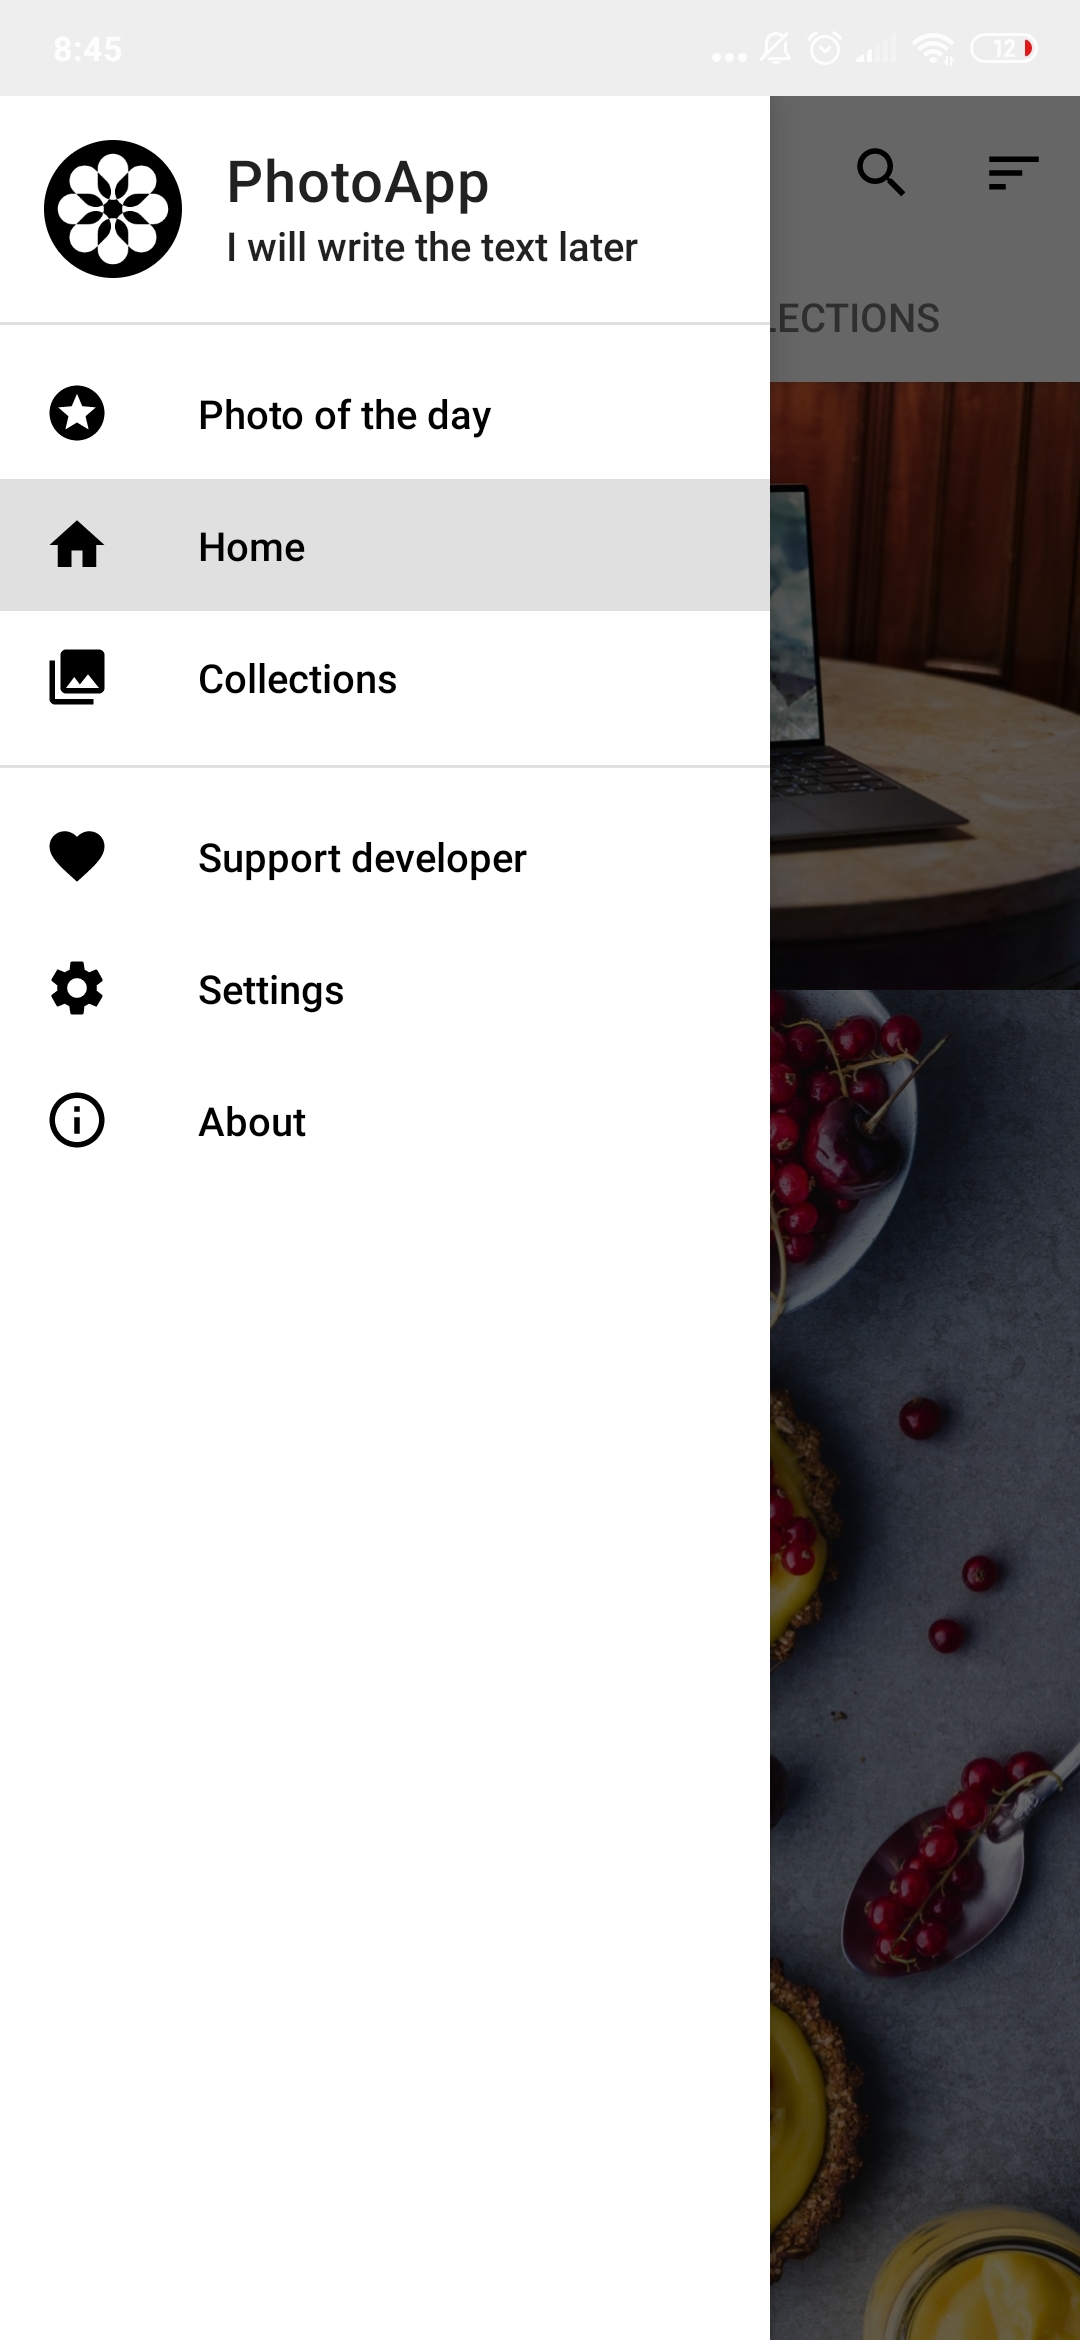 8:45
12
PhotoApp
I will write the text later
LECTIONS
Photo of the day
Home
Collections
Support developer
Settings
About